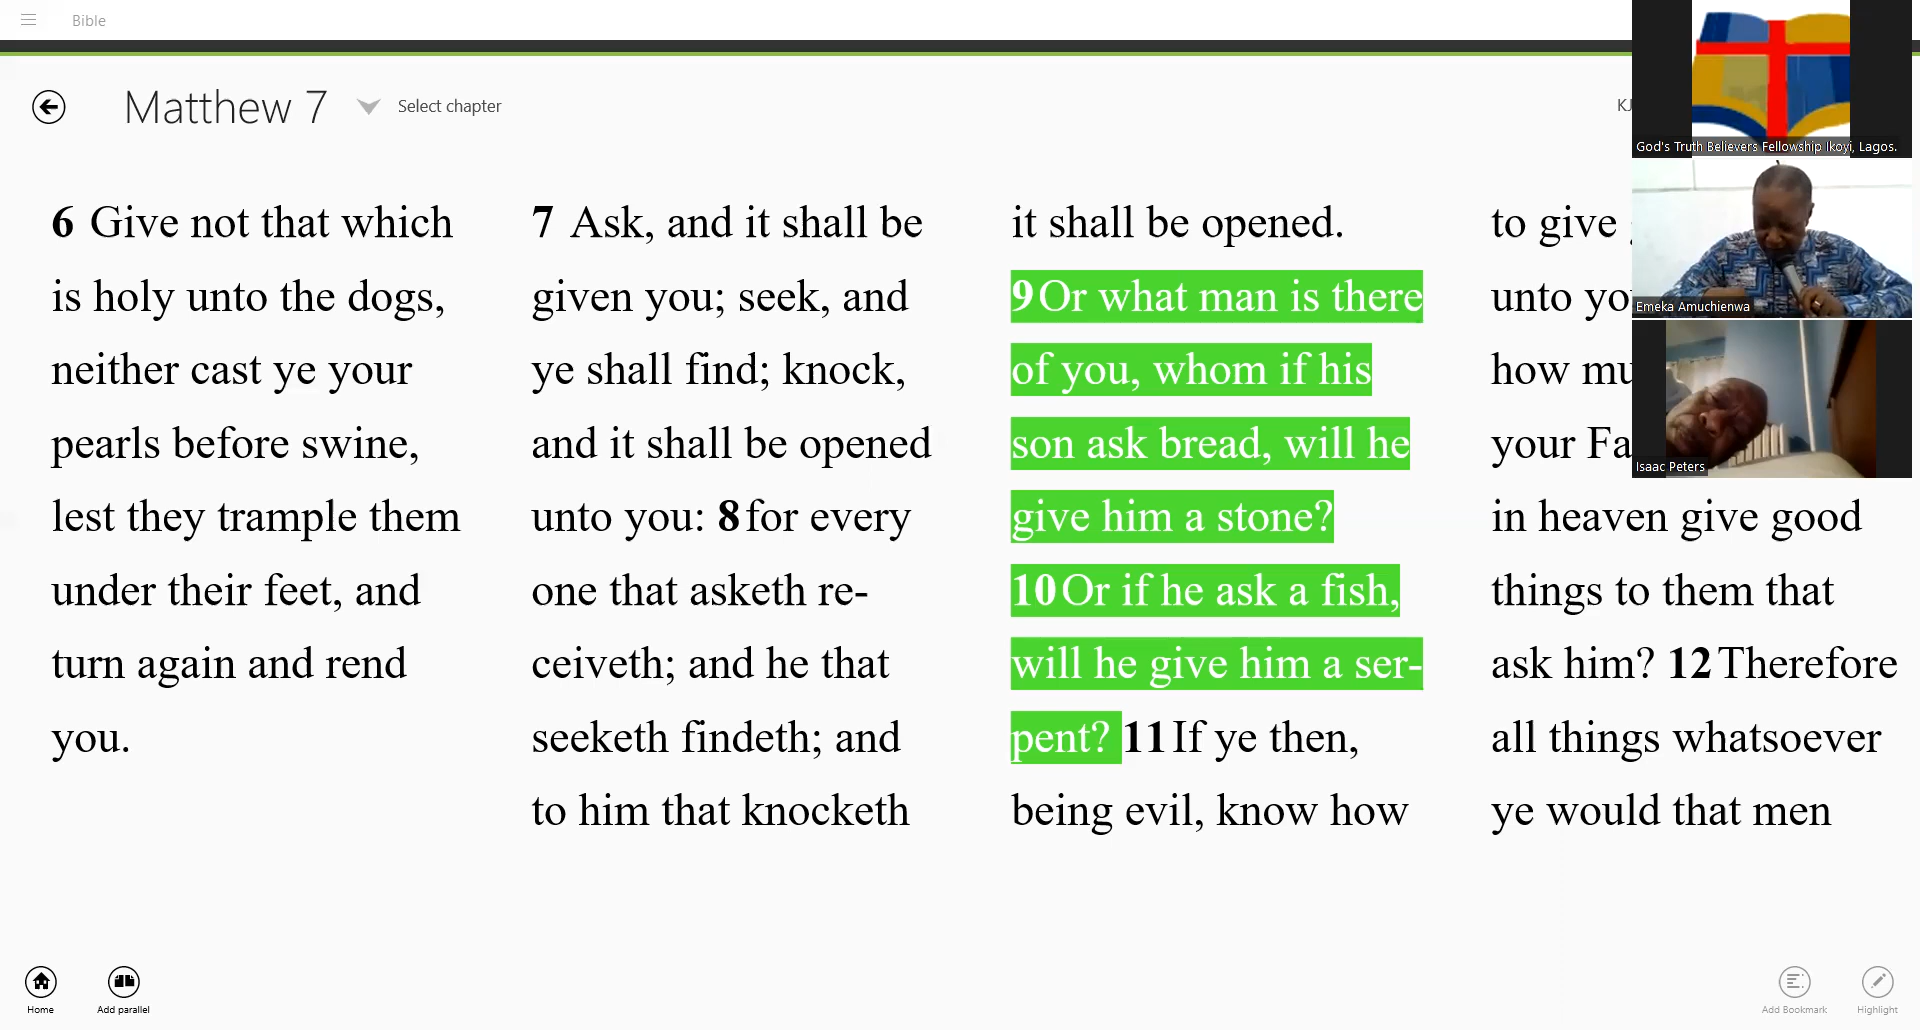 Bible
Matthew 7
Select chapter
KJ
6 Give not that which
is holy unto the dogs,
neither cast ye your
pearls before swine,
lest they trample them
under their feet, and
turn again and rend
you.
7 Ask, and it shall be
given you; seek, and
ye shall find; knock,
and it shall be opened
unto you: 8 for every
one that asketh re-
ceiveth; and he that
seeketh findeth; and
to him that knocketh
it shall be opened.
9 Or what man is there
of you, whom if his
son ask bread, will he
give him a stone?
10 Or if he ask a fish,
will he give him a ser-
pent? 11 If ye then,
being evil, know how
to give
unto yo
how mu
your Fa
in heaven give good
things to them that
ask him? 12 Therefore
all things whatsoever
ye would that men
God's Truth Believers Fellowship Ikoyi, Lagos.
Emeka Amuchienwa
Isaac Peters
Home
Add parallel
Add Bookmark
Highlight